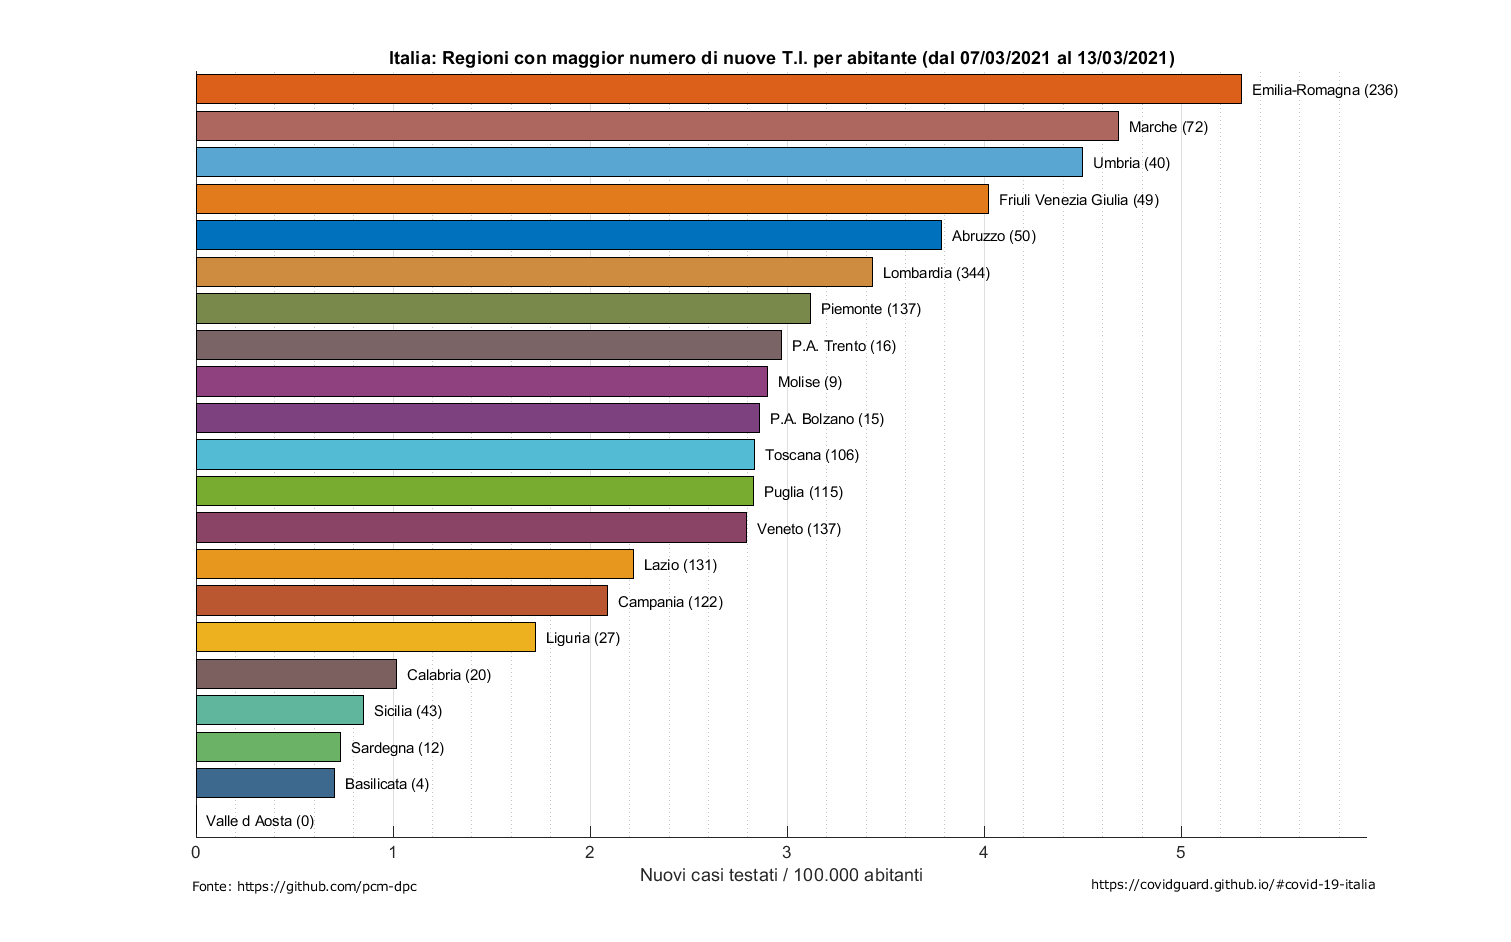 Italia: Regioni con maggior numero di nuove T.I. per abitante (dal 07/03/2021 al 13/03/2021)
Emilia-Romagna (236)
Marche (72)
Umbria (40)
Friuli Venezia Giulia (49)
Abruzzo (50)
Lombardia (344)
Piemonte (137)
P.A. Trento (16)
Molise (9)
P.A. Bolzano (15)
Toscana (106)
Puglia (115)
Veneto (137)
Lazio (131)
Campania (122)
Liguria (27)
Calabria (20)
Sicilia (43)
Sardegna (12)
Basilicata (4)
Valle d Aosta (0)
0 1 2 3 4 5
Nuovi casi testati / 100.000 abitanti
Fonte: https://github.com/pcm-dpc
https://covidguard.github.io/#covid-19-italia